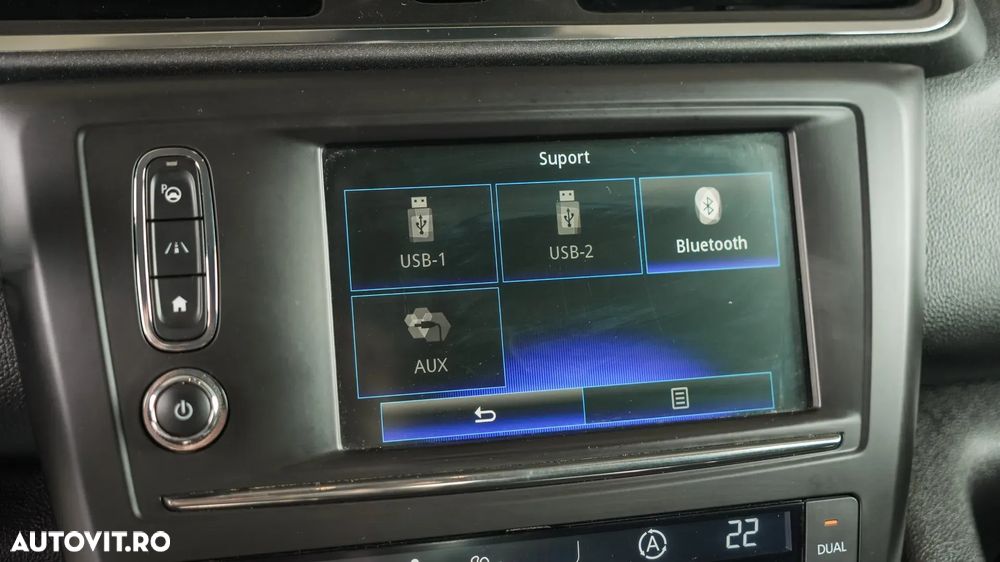 Suport
P
USB-1
USB-2
Bluetooth
AUX
A
22
DUAL
AUTOVIT.RO